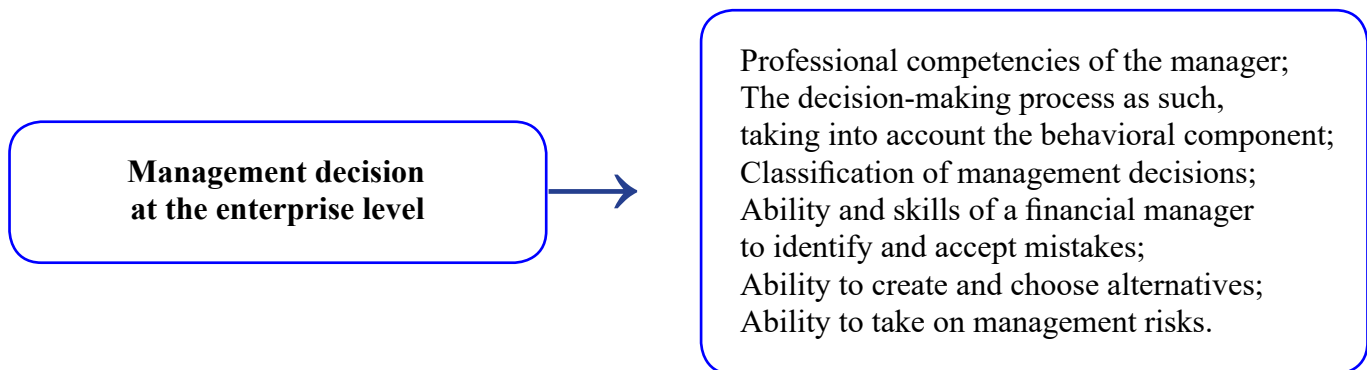 Management decision
at the enterprise level
Professional competencies of the manager;
The decision-making process as such,
taking into account the behavioral component;
Classification of management decisions;
Ability and skills of a financial manager
to identify and accept mistakes;
Ability to create and choose alternatives;
Ability to take on management risks.